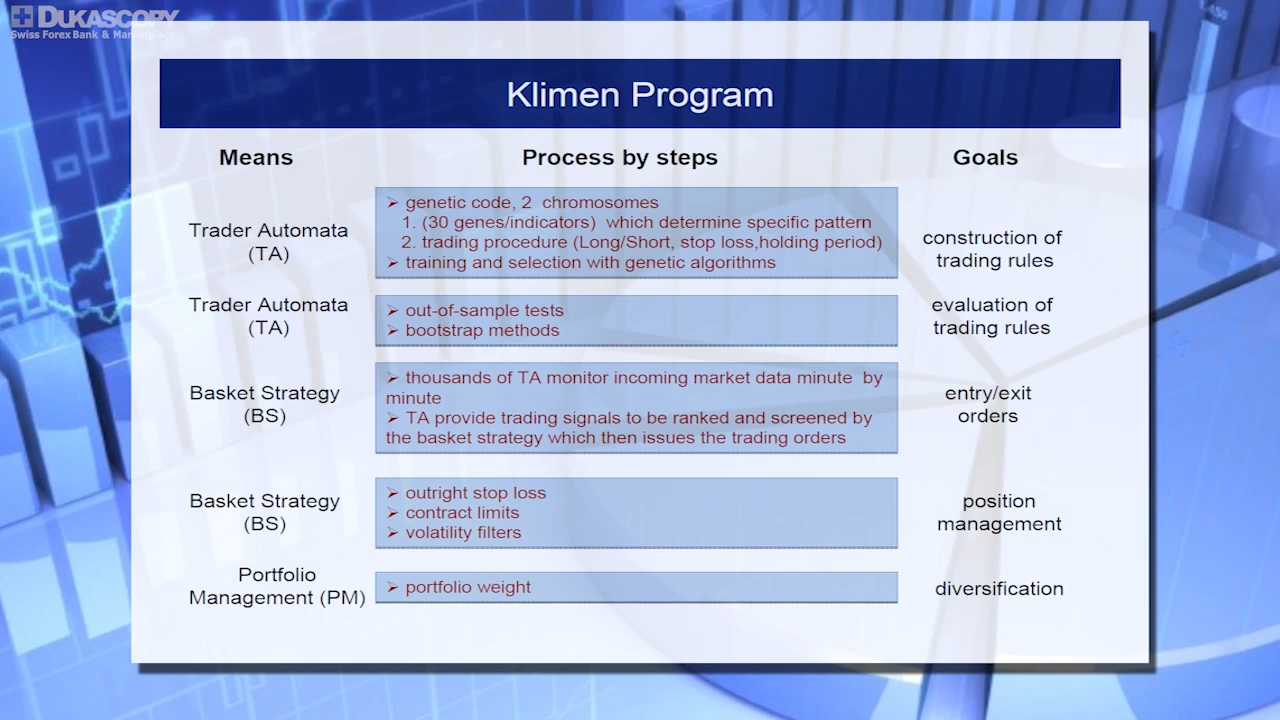 DUKASCOPY
Swiss Forex Bank & Marketplace
Klimen Program
Means Process by steps Goals
Trader Automata
(TA)
➢ genetic code, 2 chromosomes
1. (30 genes/indicators) which determine specific pattern
2. trading procedure (Long/Short, stop loss,holding period)
➢ training and selection with genetic algorithms
construction of
trading rules
Trader Automata
(TA)
➢ out-of-sample tests
➢ bootstrap methods
evaluation of
trading rules
Basket Strategy
(BS)
➢ thousands of TA monitor incoming market data minute by
minute
➢ TA provide trading signals to be ranked and screened by
the basket strategy which then issues the trading orders
entry/exit
orders
Basket Strategy
(BS)
➢ outright stop loss
➢ contract limits
➢ volatility filters
position
management
Portfolio
Management (PM)
➢ portfolio weight
diversification